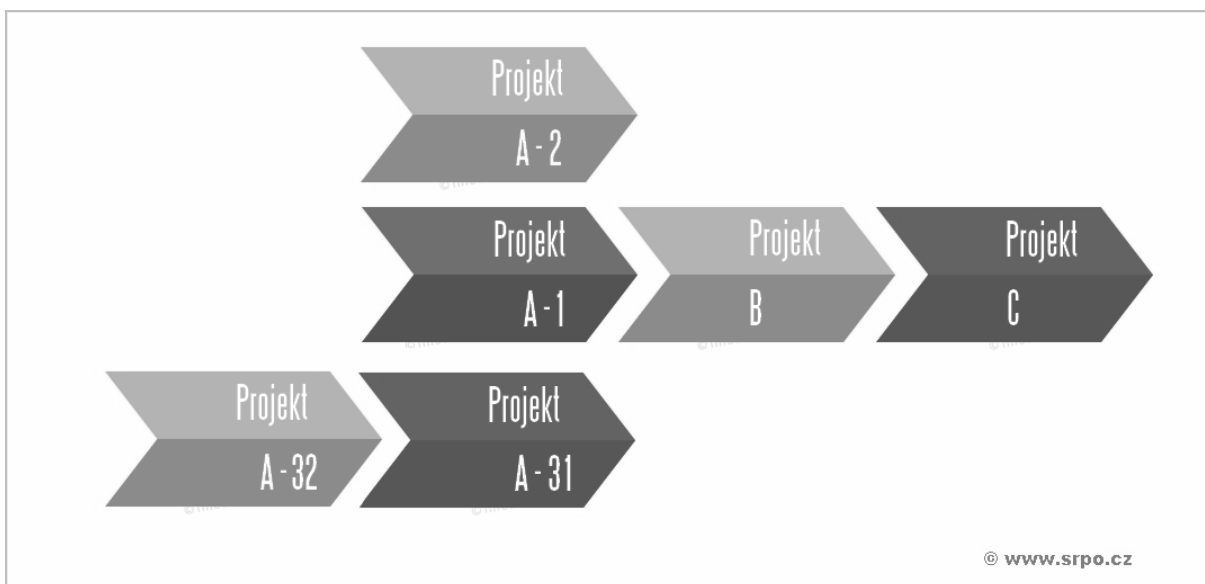 Projekt
A - 2
Projekt
A - 1
Projekt
B
Projekt
C
Projekt
A - 32
Projekt
A - 31
© www.srpo.cz